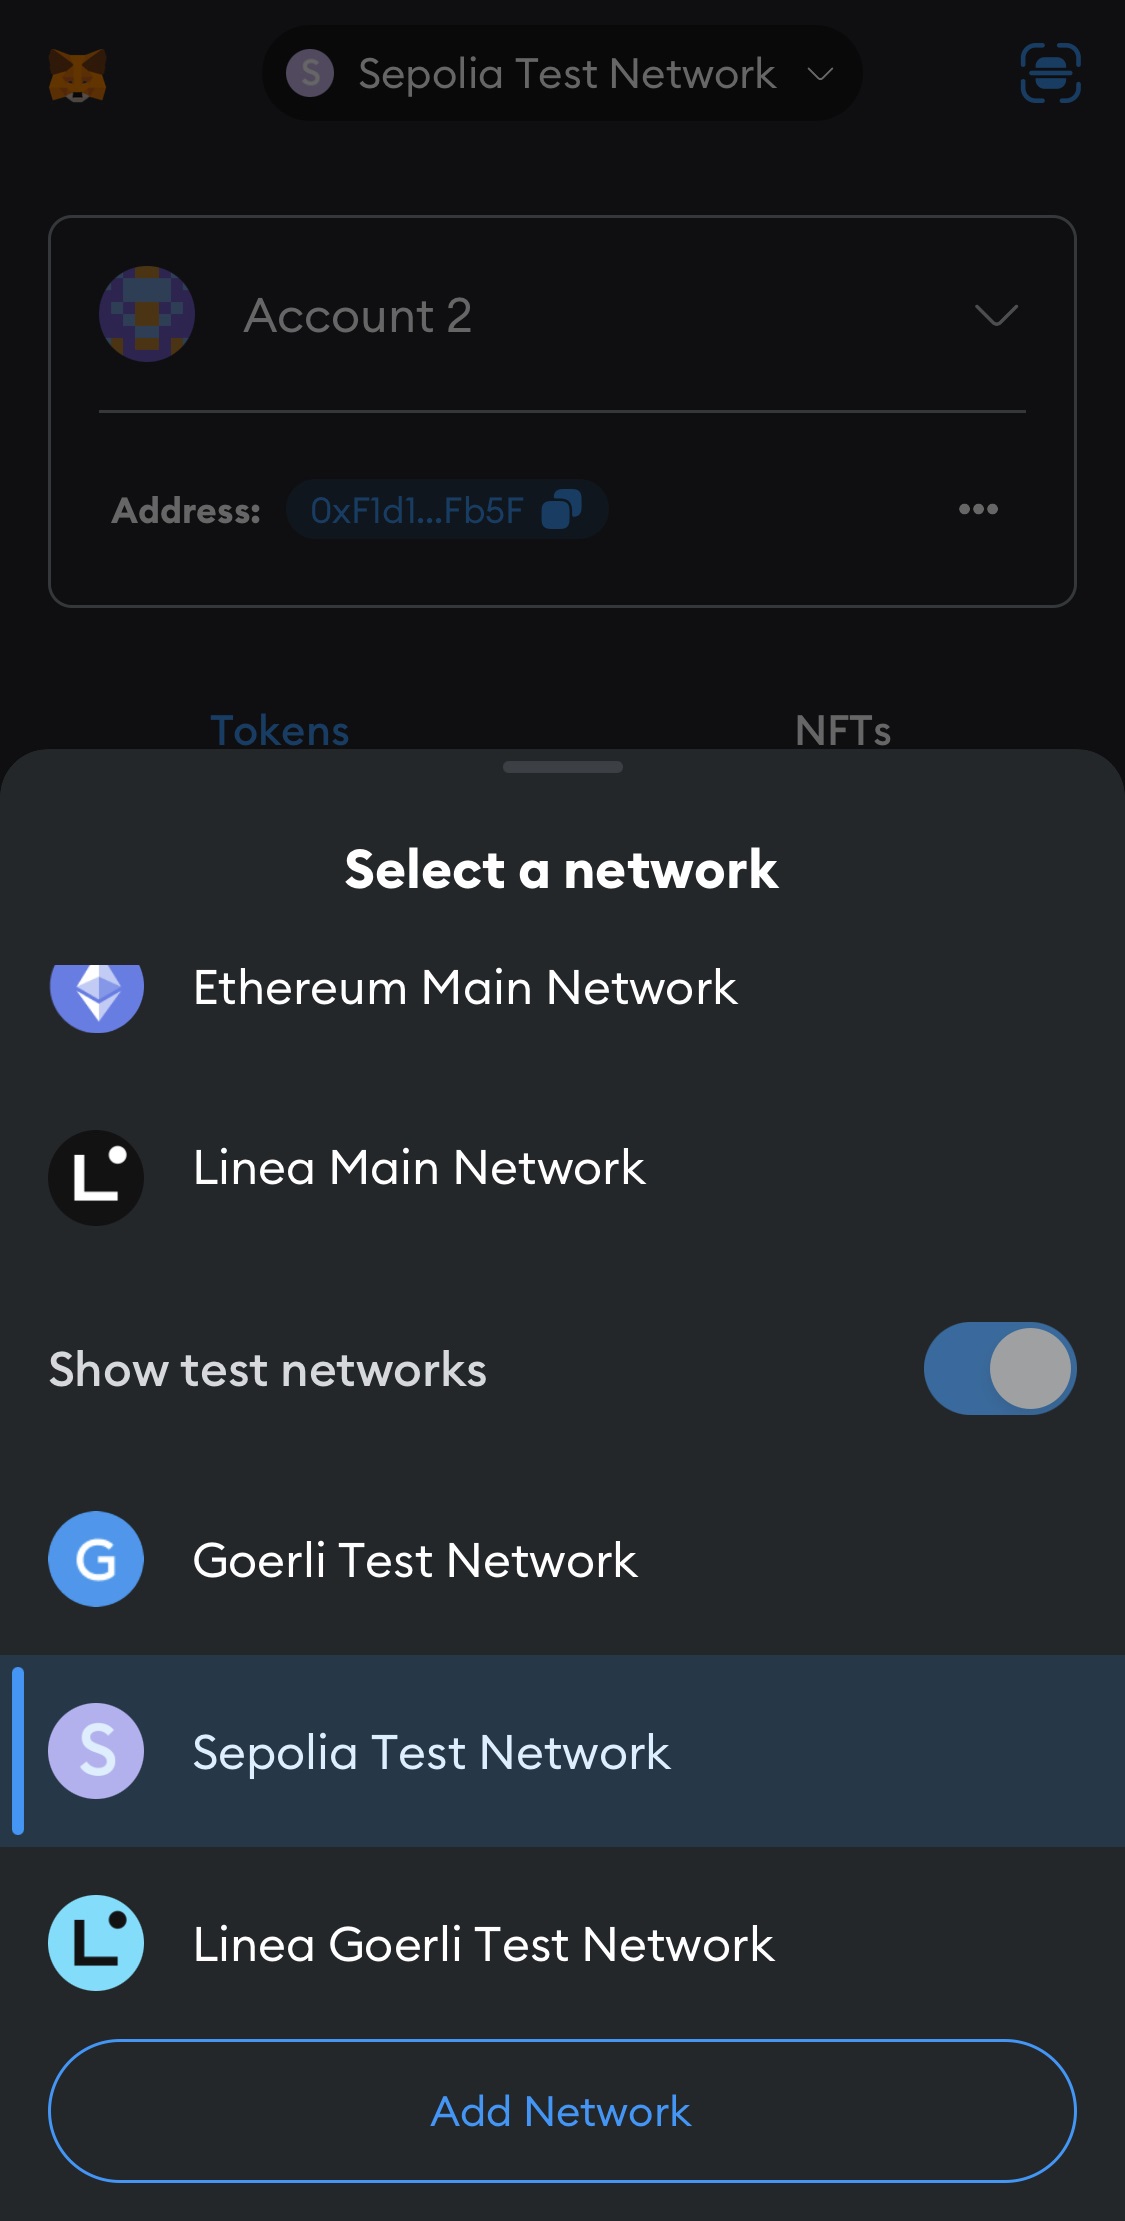 S Sepolia Test Network
Account 2
Address: 0xF1d1...Fb5F
Tokens NFTs
Select a network
Ethereum Main Network
L Linea Main Network
Show test networks
G Goerli Test Network
S Sepolia Test Network
L Linea Goerli Test Network
Add Network